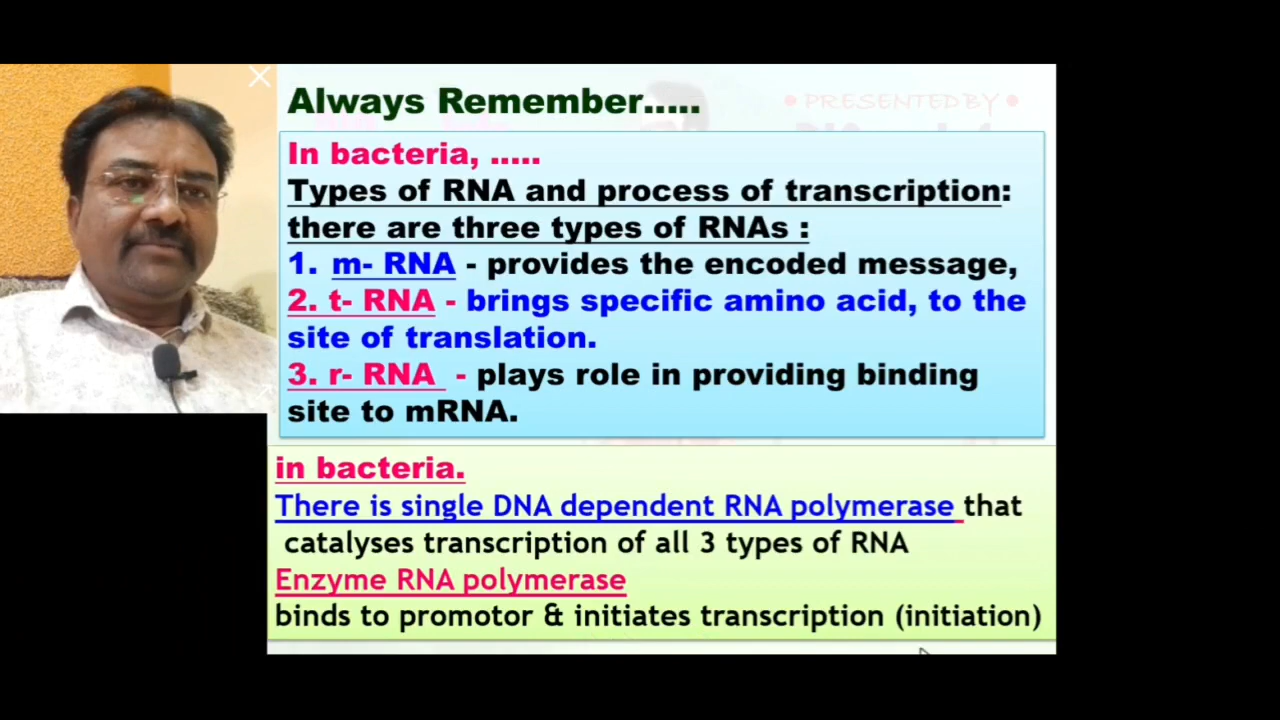 Always Remember.....
• PRESENTED BY •
In bacteria, .....
Types of RNA and process of transcription:
there are three types of RNAs :
1. m- RNA - provides the encoded message,
2. t- RNA - brings specific amino acid, to the
site of translation.
3. r- RNA - plays role in providing binding
site to mRNA.
in bacteria.
There is single DNA dependent RNA polymerase that
catalyses transcription of all 3 types of RNA
Enzyme RNA polymerase
binds to promotor & initiates transcription (initiation)